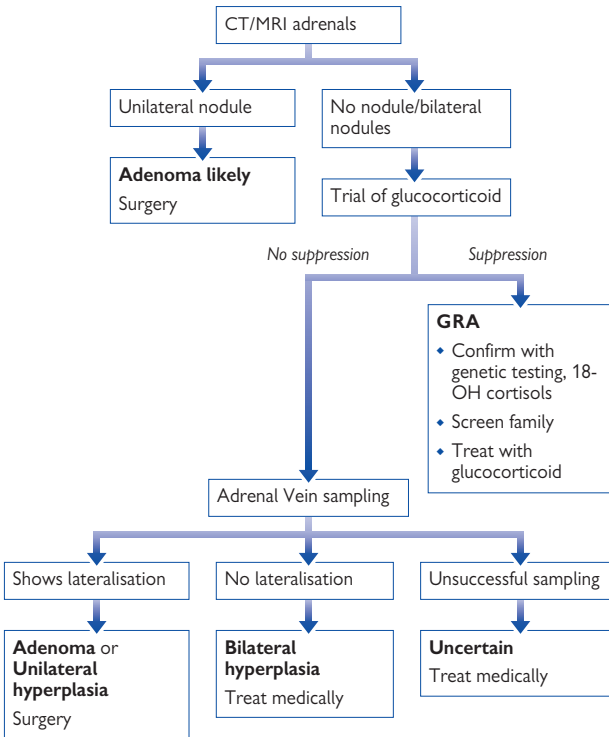 CT/MRI adrenals
Unilateral nodule
No nodule/bilateral
nodules
Adenoma likely
Surgery
Trial of glucocorticoid
No suppression
Suppression
GRA
Confirm with
genetic testing, 18-
OH cortisols
Screen family
Treat with
glucocorticoid
Adrenal Vein sampling
Shows lateralisation
No lateralisation
Unsuccessful sampling
Adenoma or
Unilateral
hyperplasia
Surgery
Bilateral
hyperplasia
Treat medically
Uncertain
Treat medically